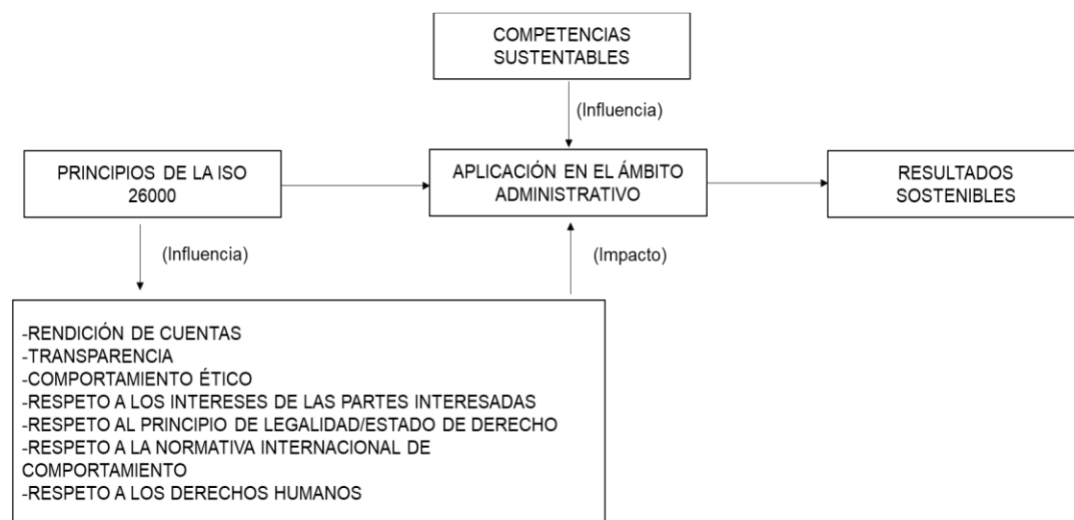 COMPETENCIAS
SUSTENTABLES
(Influencia)
PRINCIPIOS DE LA ISO
26000
APLICACIÓN EN EL ÁMBITO
ADMINISTRATIVO
RESULTADOS
SOSTENIBLES
(Influencia)
(Impacto)
-RENDICIÓN DE CUENTAS
-TRANSPARENCIA
-COMPORTAMIENTO ÉTICO
-RESPETO A LOS INTERESES DE LAS PARTES INTERESADAS
-RESPETO AL PRINCIPIO DE LEGALIDAD/ESTADO DE DERECHO
-RESPETO A LA NORMATIVA INTERNACIONAL DE
COMPORTAMIENTO
-RESPETO A LOS DERECHOS HUMANOS